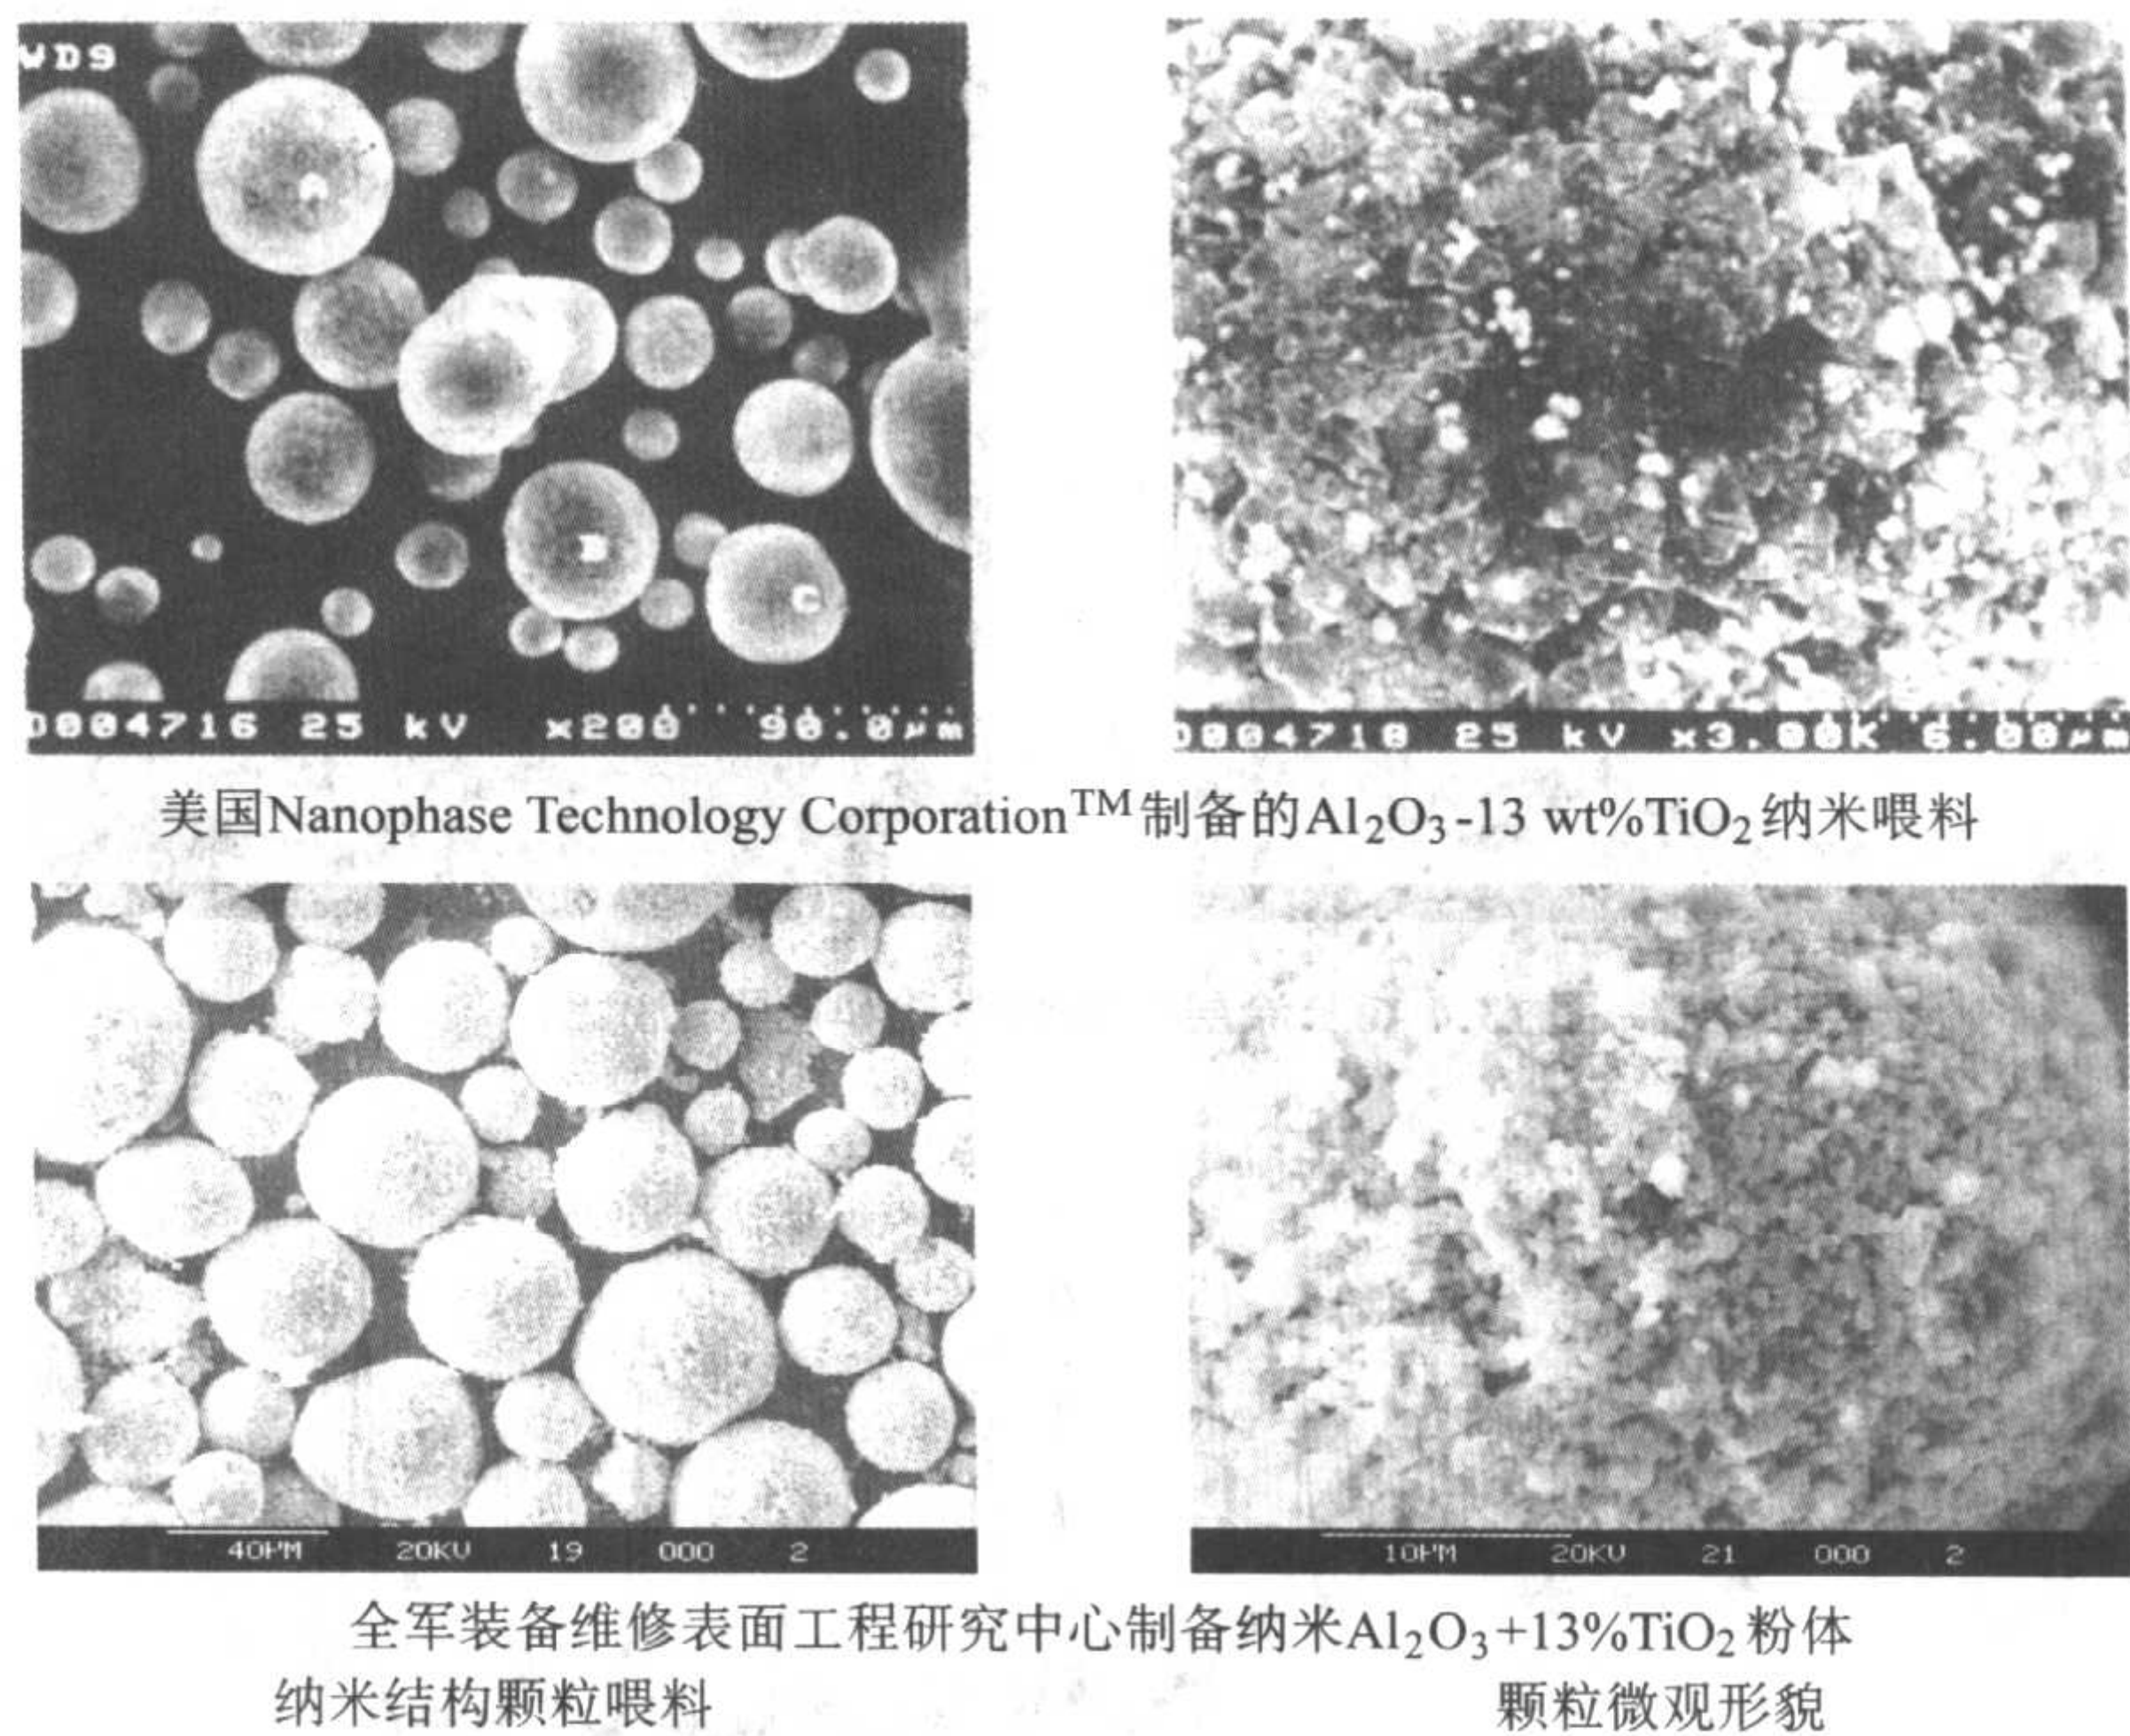 WD9
D004716 25 kV x200 90.0μm
D004718 25 kV x3.00K 6.00μm
美国Nanophase Technology Corporation™制备的Al₂O₃-13 wt%TiO₂纳米喂料
40PM 20KV 19 000 2
10PM 20KV 21 000 2
全军装备维修表面工程研究中心制备纳米Al₂O₃+13%TiO₂粉体
纳米结构颗粒喂料
颗粒微观形貌